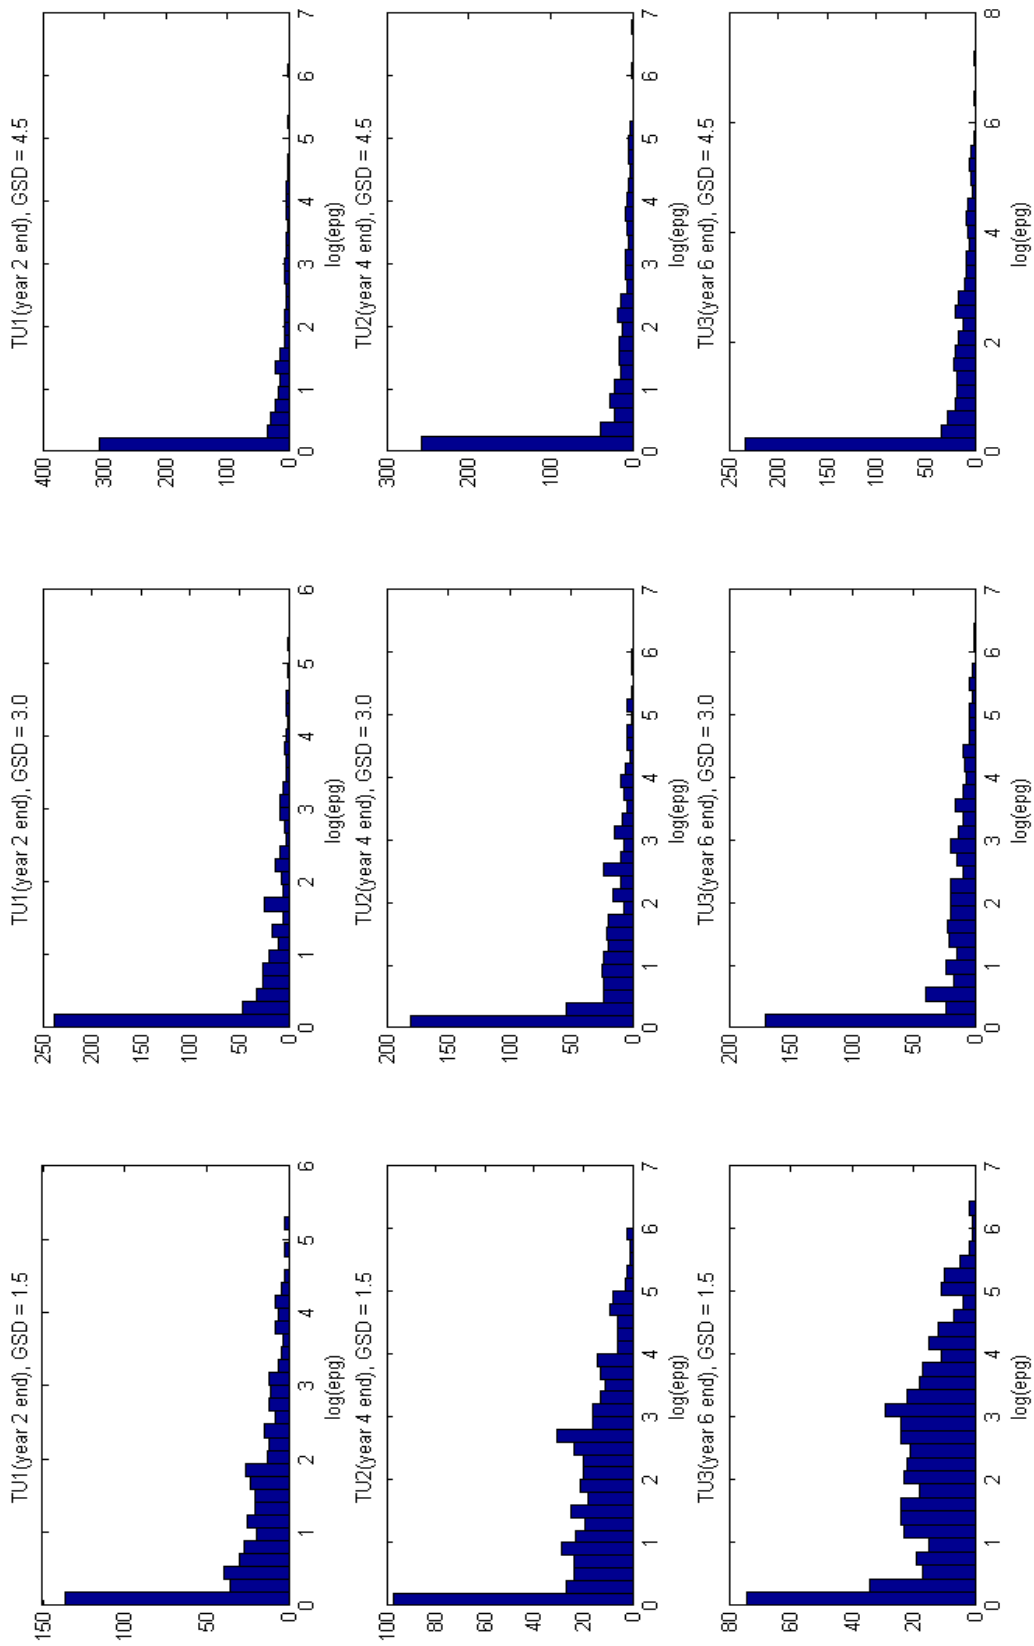 TU1(year 2 end), GSD = 1.5
150
100
50
0
0 1 2 3 4 5 6
log(epg)
TU1(year 2 end), GSD = 3.0
250
200
150
100
50
0
0 1 2 3 4 5 6
log(epg)
TU1(year 2 end), GSD = 4.5
400
300
200
100
0
0 1 2 3 4 5 6 7
log(epg)
TU2(year 4 end), GSD = 1.5
100
80
60
40
20
0
0 1 2 3 4 5 6 7
log(epg)
TU2(year 4 end), GSD = 3.0
200
150
100
50
0
0 1 2 3 4 5 6 7
log(epg)
TU2(year 4 end), GSD = 4.5
300
200
100
0
0 1 2 3 4 5 6 7
log(epg)
TU3(year 6 end), GSD = 1.5
80
60
40
20
0
0 1 2 3 4 5 6 7
log(epg)
TU3(year 6 end), GSD = 3.0
200
150
100
50
0
0 1 2 3 4 5 6 7
log(epg)
TU3(year 6 end), GSD = 4.5
250
200
150
100
50
0
0 2 4 6 8
log(epg)